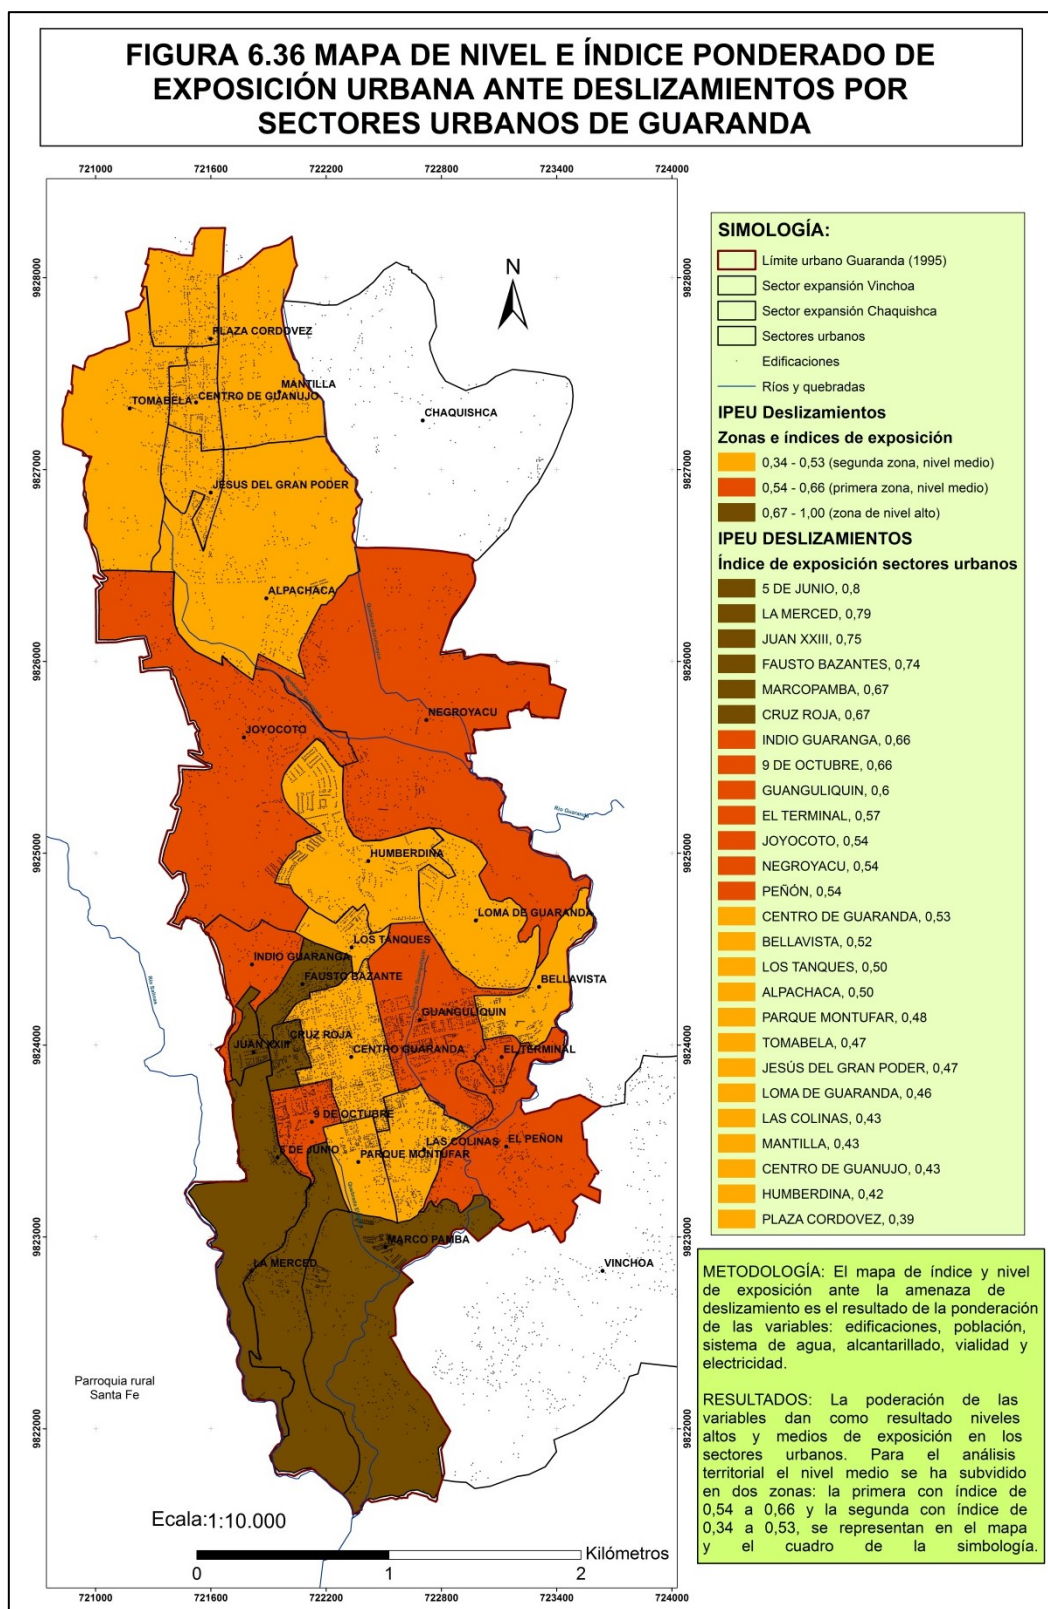 FIGURA 6.36 MAPA DE NIVEL E ÍNDICE PONDERADO DE
EXPOSICIÓN URBANA ANTE DESLIZAMIENTOS POR
SECTORES URBANOS DE GUARANDA
721000 721600 722200 722800 723400 724000
9828000
9827000
9826000
9825000
9824000
9823000
9822000
N
PLAZA CORDOVEZ
MANTILLA
TOMABELA
CENTRO DE GUANUJO
CHAQUISHCA
JESUS DEL GRAN PODER
ALPACHACA
NEGROYACU
JOYOCOTO
Río Guaranda
HUMBERDINA
LOMA DE GUARANDA
LOS TANQUES
INDIO GUARANGA
FAUSTO BAZANTE
BELLAVISTA
GUANGULIQUIN
CRUZ ROJA
JUAN XXIII
CENTRO GUARANDA
EL TERMINAL
9 DE OCTUBRE
LAS COLINAS
EL PEÑON
5 DE JUNIO
PARQUE MONTUFAR
MARCO PAMBA
LA MERCED
VINCHOA
Parroquia rural
Santa Fe
Ecala:1:10.000
Kilómetros
0 1 2
721000 721600 722200 722800 723400 724000
9828000
9827000
9826000
9825000
9824000
9823000
9822000
SIMOLOGÍA:
Límite urbano Guaranda (1995)
Sector expansión Vinchoa
Sector expansión Chaquishca
Sectores urbanos
Edificaciones
Ríos y quebradas
IPEU Deslizamientos
Zonas e índices de exposición
0,34 - 0,53 (segunda zona, nivel medio)
0,54 - 0,66 (primera zona, nivel medio)
0,67 - 1,00 (zona de nivel alto)
IPEU DESLIZAMIENTOS
Índice de exposición sectores urbanos
5 DE JUNIO, 0,8
LA MERCED, 0,79
JUAN XXIII, 0,75
FAUSTO BAZANTES, 0,74
MARCOPAMBA, 0,67
CRUZ ROJA, 0,67
INDIO GUARANGA, 0,66
9 DE OCTUBRE, 0,66
GUANGULIQUIN, 0,6
EL TERMINAL, 0,57
JOYOCOTO, 0,54
NEGROYACU, 0,54
PEÑÓN, 0,54
CENTRO DE GUARANDA, 0,53
BELLAVISTA, 0,52
LOS TANQUES, 0,50
ALPACHACA, 0,50
PARQUE MONTUFAR, 0,48
TOMABELA, 0,47
JESÚS DEL GRAN PODER, 0,47
LOMA DE GUARANDA, 0,46
LAS COLINAS, 0,43
MANTILLA, 0,43
CENTRO DE GUANUJO, 0,43
HUMBERDINA, 0,42
PLAZA CORDOVEZ, 0,39
METODOLOGÍA: El mapa de índice y nivel
de exposición ante la amenaza de
deslizamiento es el resultado de la ponderación
de las variables: edificaciones, población,
sistema de agua, alcantarillado, vialidad y
electricidad.
RESULTADOS: La poderación de las
variables dan como resultado niveles
altos y medios de exposición en los
sectores urbanos. Para el análisis
territorial el nivel medio se ha subvidido
en dos zonas: la primera con índice de
0,54 a 0,66 y la segunda con índice de
0,34 a 0,53, se representan en el mapa
y el cuadro de la simbología.